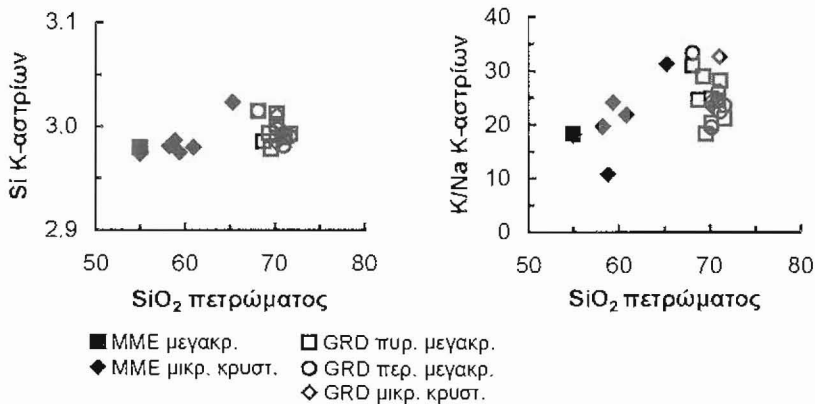 3.1
3.0
2.9
Si Κ-αστρίων
50 60 70 80
SiO2 πετρώματος
40
30
20
10
0
K/Na Κ-αστρίων
50 60 70 80
SiO2 πετρώματος
MME μεγακρ.
MME μικρ. κρυστ.
GRD πυρ. μεγακρ.
GRD περ. μεγακρ.
GRD μικρ. κρυστ.